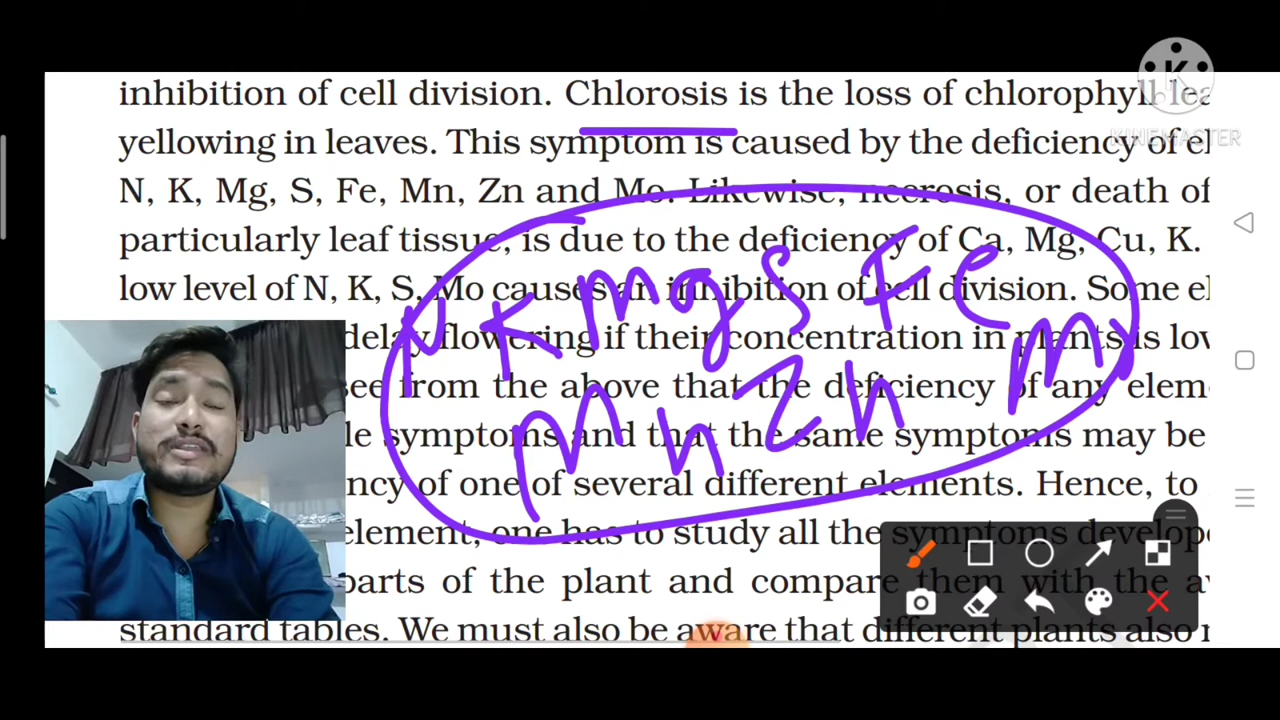 inhibition of cell division. Chlorosis is the loss of chlorophyll lea
yellowing in leaves. This symptom is caused by the deficiency of el
N, K, Mg, S, Fe, Mn, Zn and Mo. Likewise, necrosis, or death of
particularly leaf tissue, is due to the deficiency of Ca, Mg, Cu, K.
low level of N, K, S, Mo causes an inhibition of cell division. Some el
delay flowering if their concentration in plants is low
see from the above that the deficiency of any elem
le symptoms and that the same symptoms may be
ncy of one of several different elements. Hence, to
element, one has to study all the symptoms develope
parts of the plant and compare them with the av
standard tables. We must also be aware that different plants also
N K Mg S Fe
Mn Zn M
K
KINEMASTER